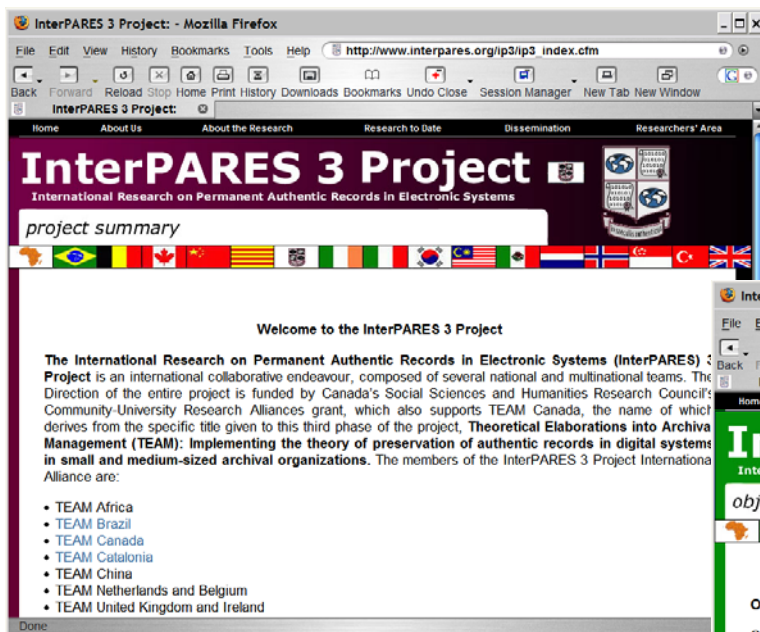 InterPARES 3 Project: - Mozilla Firefox
File Edit View History Bookmarks Tools Help http://www.interpares.org/ip3/ip3_index.cfm
Back Forward Reload Stop Home Print History Downloads Bookmarks Undo Close Session Manager New Tab New Window
InterPARES 3 Project:
Home About Us About the Research Research to Date Dissemination Researchers' Area
InterPARES 3 Project
International Research on Permanent Authentic Records in Electronic Systems
project summary
Welcome to the InterPARES 3 Project
The International Research on Permanent Authentic Records in Electronic Systems (InterPARES) 3
Project is an international collaborative endeavour, composed of several national and multinational teams. The
Direction of the entire project is funded by Canada's Social Sciences and Humanities Research Council's
Community-University Research Alliances grant, which also supports TEAM Canada, the name of which
derives from the specific title given to this third phase of the project, Theoretical Elaborations into Archiva
Management (TEAM): Implementing the theory of preservation of authentic records in digital systems
in small and medium-sized archival organizations. The members of the InterPARES 3 Project Internationa
Alliance are:
• TEAM Africa
• TEAM Brazil
• TEAM Canada
• TEAM Catalonia
• TEAM China
• TEAM Netherlands and Belgium
• TEAM United Kingdom and Ireland
Done
Inte
File E
Back F
Hom
In
Inte
obj
O